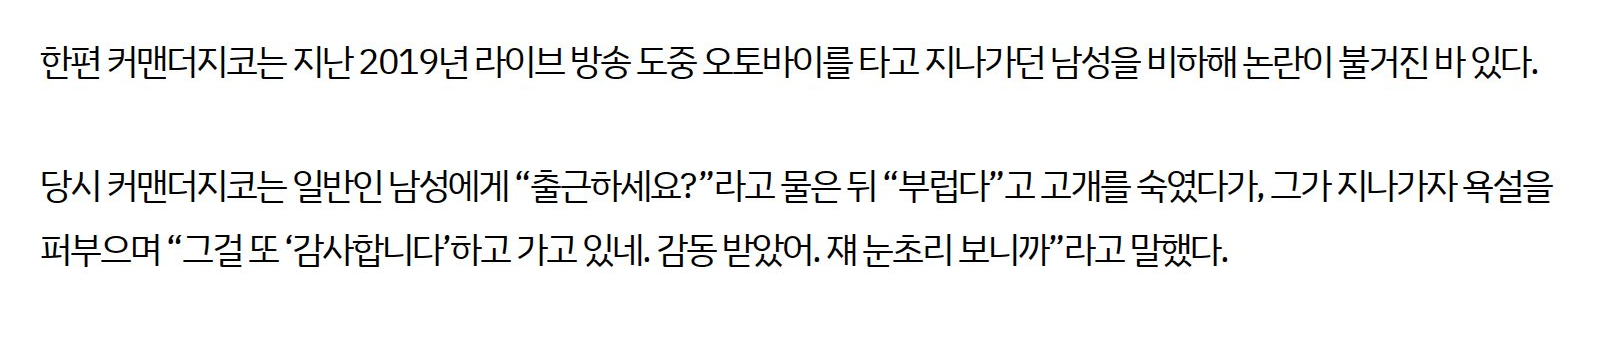 한편 커맨더지코는 지난 2019년 라이브 방송 도중 오토바이를 타고 지나가던 남성을 비하해 논란이 불거진 바 있다.
당시 커맨더지코는 일반인 남성에게 “출근하세요?”라고 물은 뒤 “부럽다”고 고개를 숙였다가, 그가 지나가자 욕설을
퍼부으며 “그걸 또 ‘감사합니다’하고 가고 있네. 감동 받았어. 쟤 눈초리 보니까”라고 말했다.